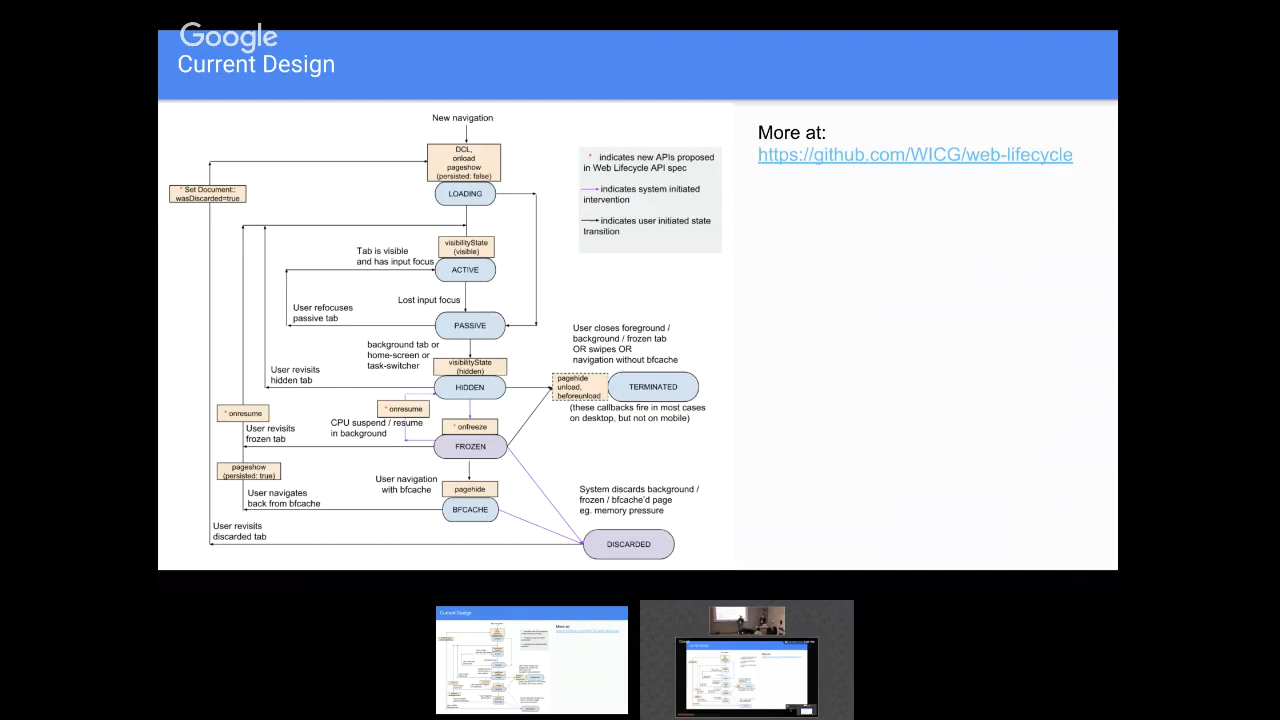 Google
Current Design
New navigation
DCL,
onload
pageshow
(persisted: false)
LOADING
* Set Document::
wasDiscarded=true
visibilityState
(visible)
Tab is visible
and has input focus
ACTIVE
Lost input focus
User refocuses
passive tab
PASSIVE
background tab or
home-screen or
task-switcher
visibilityState
(hidden)
User revisits
hidden tab
HIDDEN
* onresume
* onresume
CPU suspend / resume
in background
* onfreeze
User revisits
frozen tab
FROZEN
pageshow
(persisted: true)
User navigation
with bfcache
pagehide
User navigates
back from bfcache
BFCACHE
User revisits
discarded tab
* indicates new APIs proposed
in Web Lifecycle API spec
indicates system initiated
intervention
indicates user initiated state
transition
User closes foreground /
background / frozen tab
OR swipes OR
navigation without bfcache
pagehide
unload,
beforeunload
TERMINATED
(these callbacks fire in most cases
on desktop, but not on mobile)
System discards background /
frozen / bfcache'd page
eg. memory pressure
DISCARDED
More at:
https://github.com/WICG/web-lifecycle
Current Design
More at: